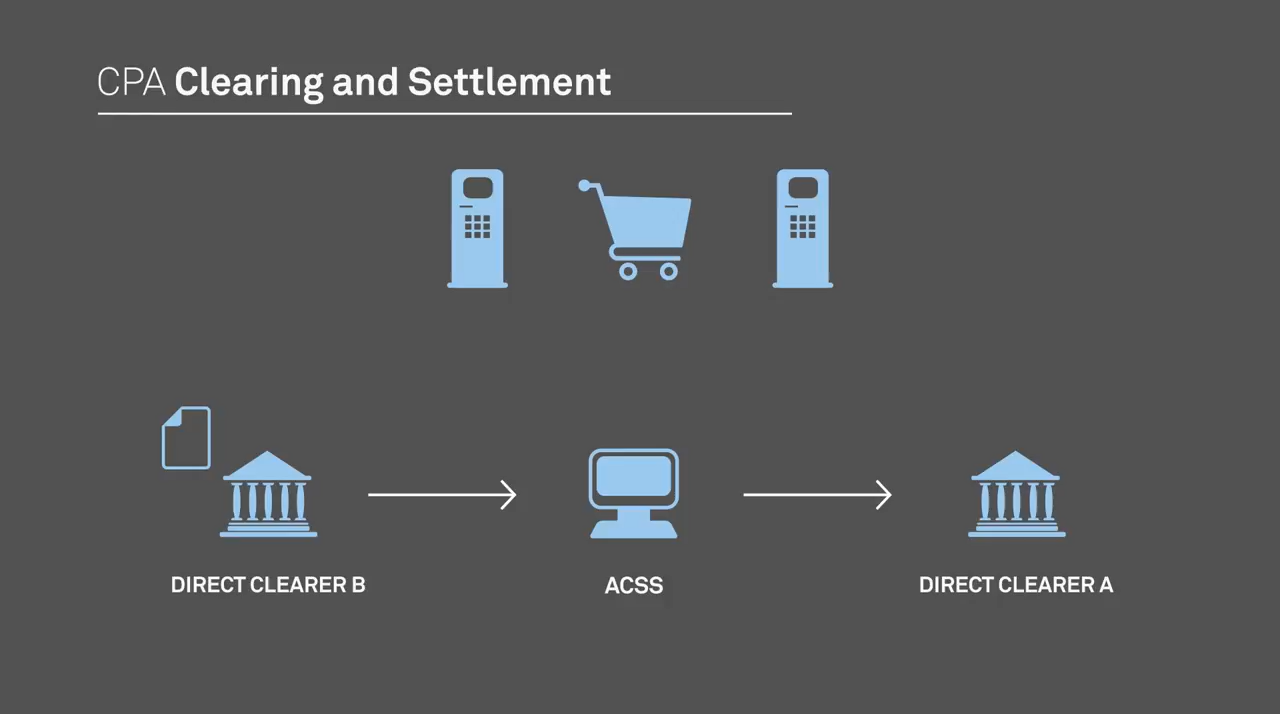 CPA Clearing and Settlement
DIRECT CLEARER B
ACSS
DIRECT CLEARER A